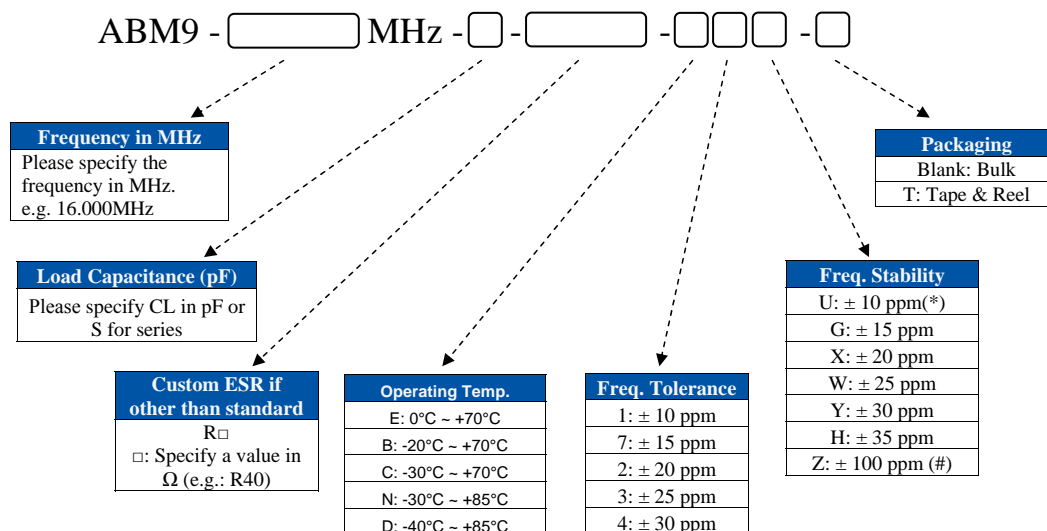 ABM9 - MHz - - - -
Frequency in MHz
Please specify the
frequency in MHz.
e.g. 16.000MHz
Packaging
Blank: Bulk
T: Tape & Reel
Load Capacitance (pF)
Please specify CL in pF or
S for series
Freq. Stability
U: ± 10 ppm(*)
G: ± 15 ppm
X: ± 20 ppm
W: ± 25 ppm
Y: ± 30 ppm
H: ± 35 ppm
Z: ± 100 ppm (#)
Custom ESR if
other than standard
R□
□: Specify a value in
Ω (e.g.: R40)
Operating Temp.
E: 0°C ~ +70°C
B: -20°C ~ +70°C
C: -30°C ~ +70°C
N: -30°C ~ +85°C
D: -40°C ~ +85°C
Freq. Tolerance
1: ± 10 ppm
7: ± 15 ppm
2: ± 20 ppm
3: ± 25 ppm
4: ± 30 ppm